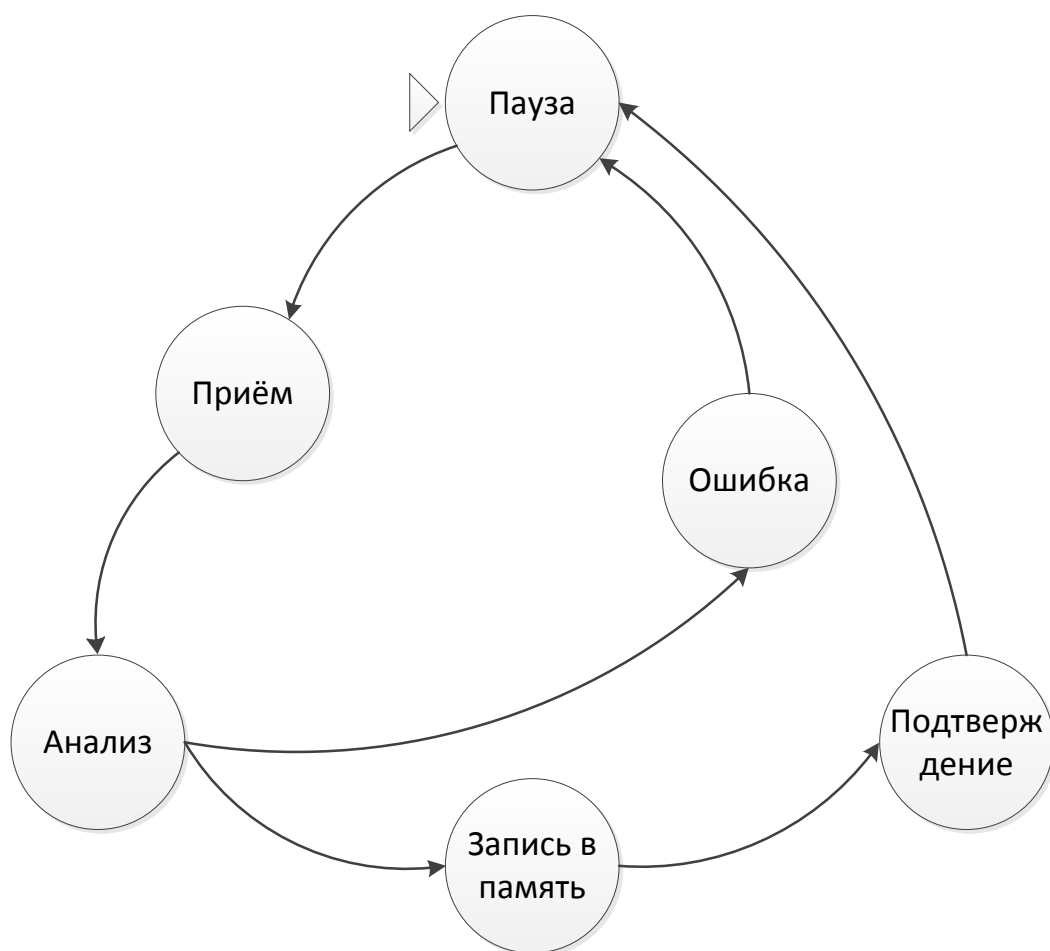 Пауза
Приём
Ошибка
Анализ
Подтверж
дение
Запись в
память